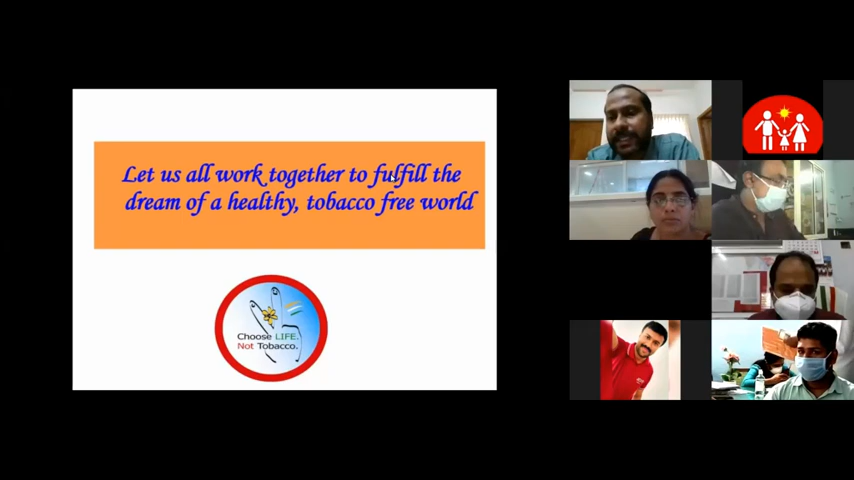 Let us all work together to fulfill the
dream of a healthy, tobacco free world
Choose LIFE.
Not Tobacco.